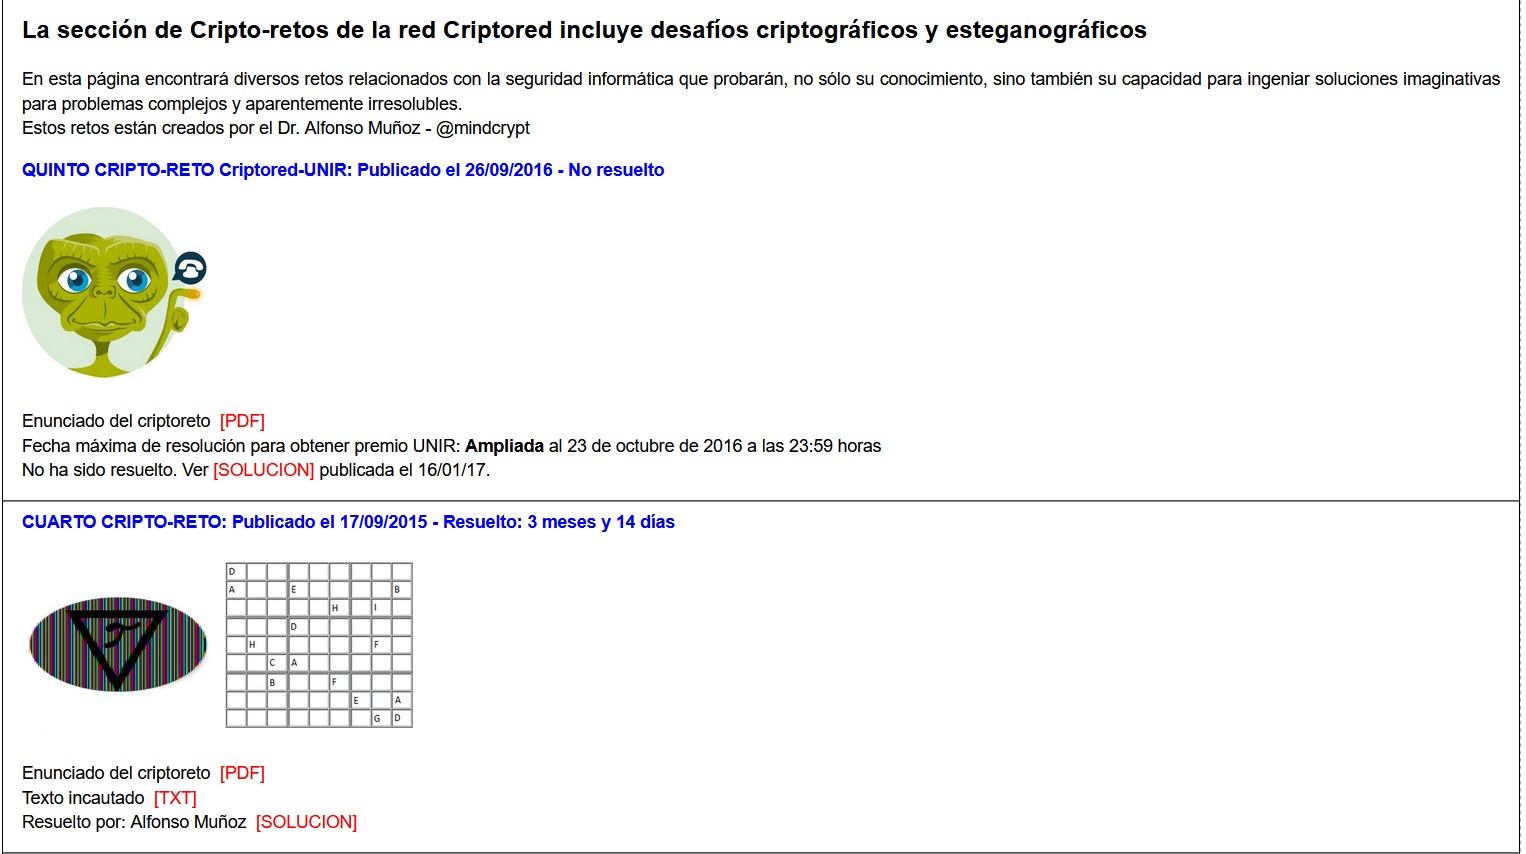 La sección de Cripto-retos de la red Criptored incluye desafíos criptográficos y esteganográficos
En esta página encontrará diversos retos relacionados con la seguridad informática que probarán, no sólo su conocimiento, sino también su capacidad para ingeniar soluciones imaginativas
para problemas complejos y aparentemente irresolubles.
Estos retos están creados por el Dr. Alfonso Muñoz - @mindcrypt
QUINTO CRIPTO-RETO Criptored-UNIR: Publicado el 26/09/2016 - No resuelto
Enunciado del criptoreto [PDF]
Fecha máxima de resolución para obtener premio UNIR: Ampliada al 23 de octubre de 2016 a las 23:59 horas
No ha sido resuelto. Ver [SOLUCION] publicada el 16/01/17.
CUARTO CRIPTO-RETO: Publicado el 17/09/2015 - Resuelto: 3 meses y 14 días
D
A E B
H I
D
H F
C A
B F
E A
G D
Enunciado del criptoreto [PDF]
Texto incautado [TXT]
Resuelto por: Alfonso Muñoz [SOLUCION]